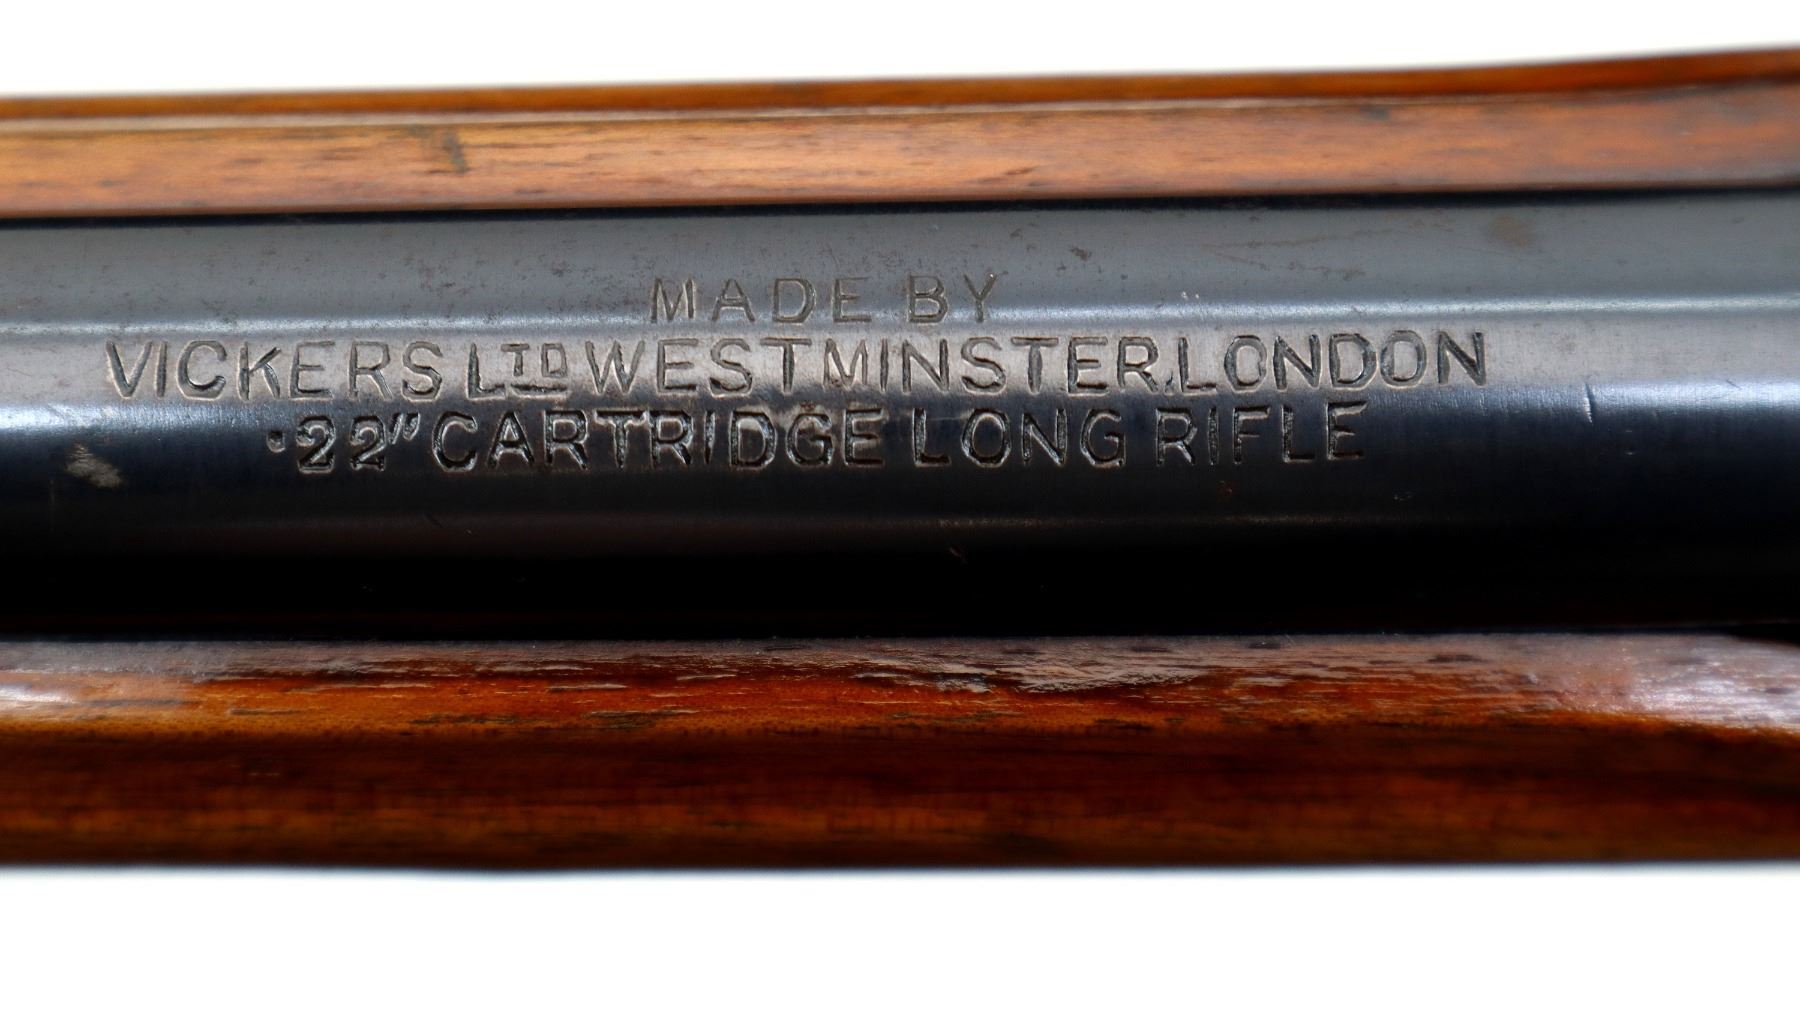 MADE BY
VICKERS LTD WESTMINSTER, LONDON
·22" CARTRIDGE LONG RIFLE